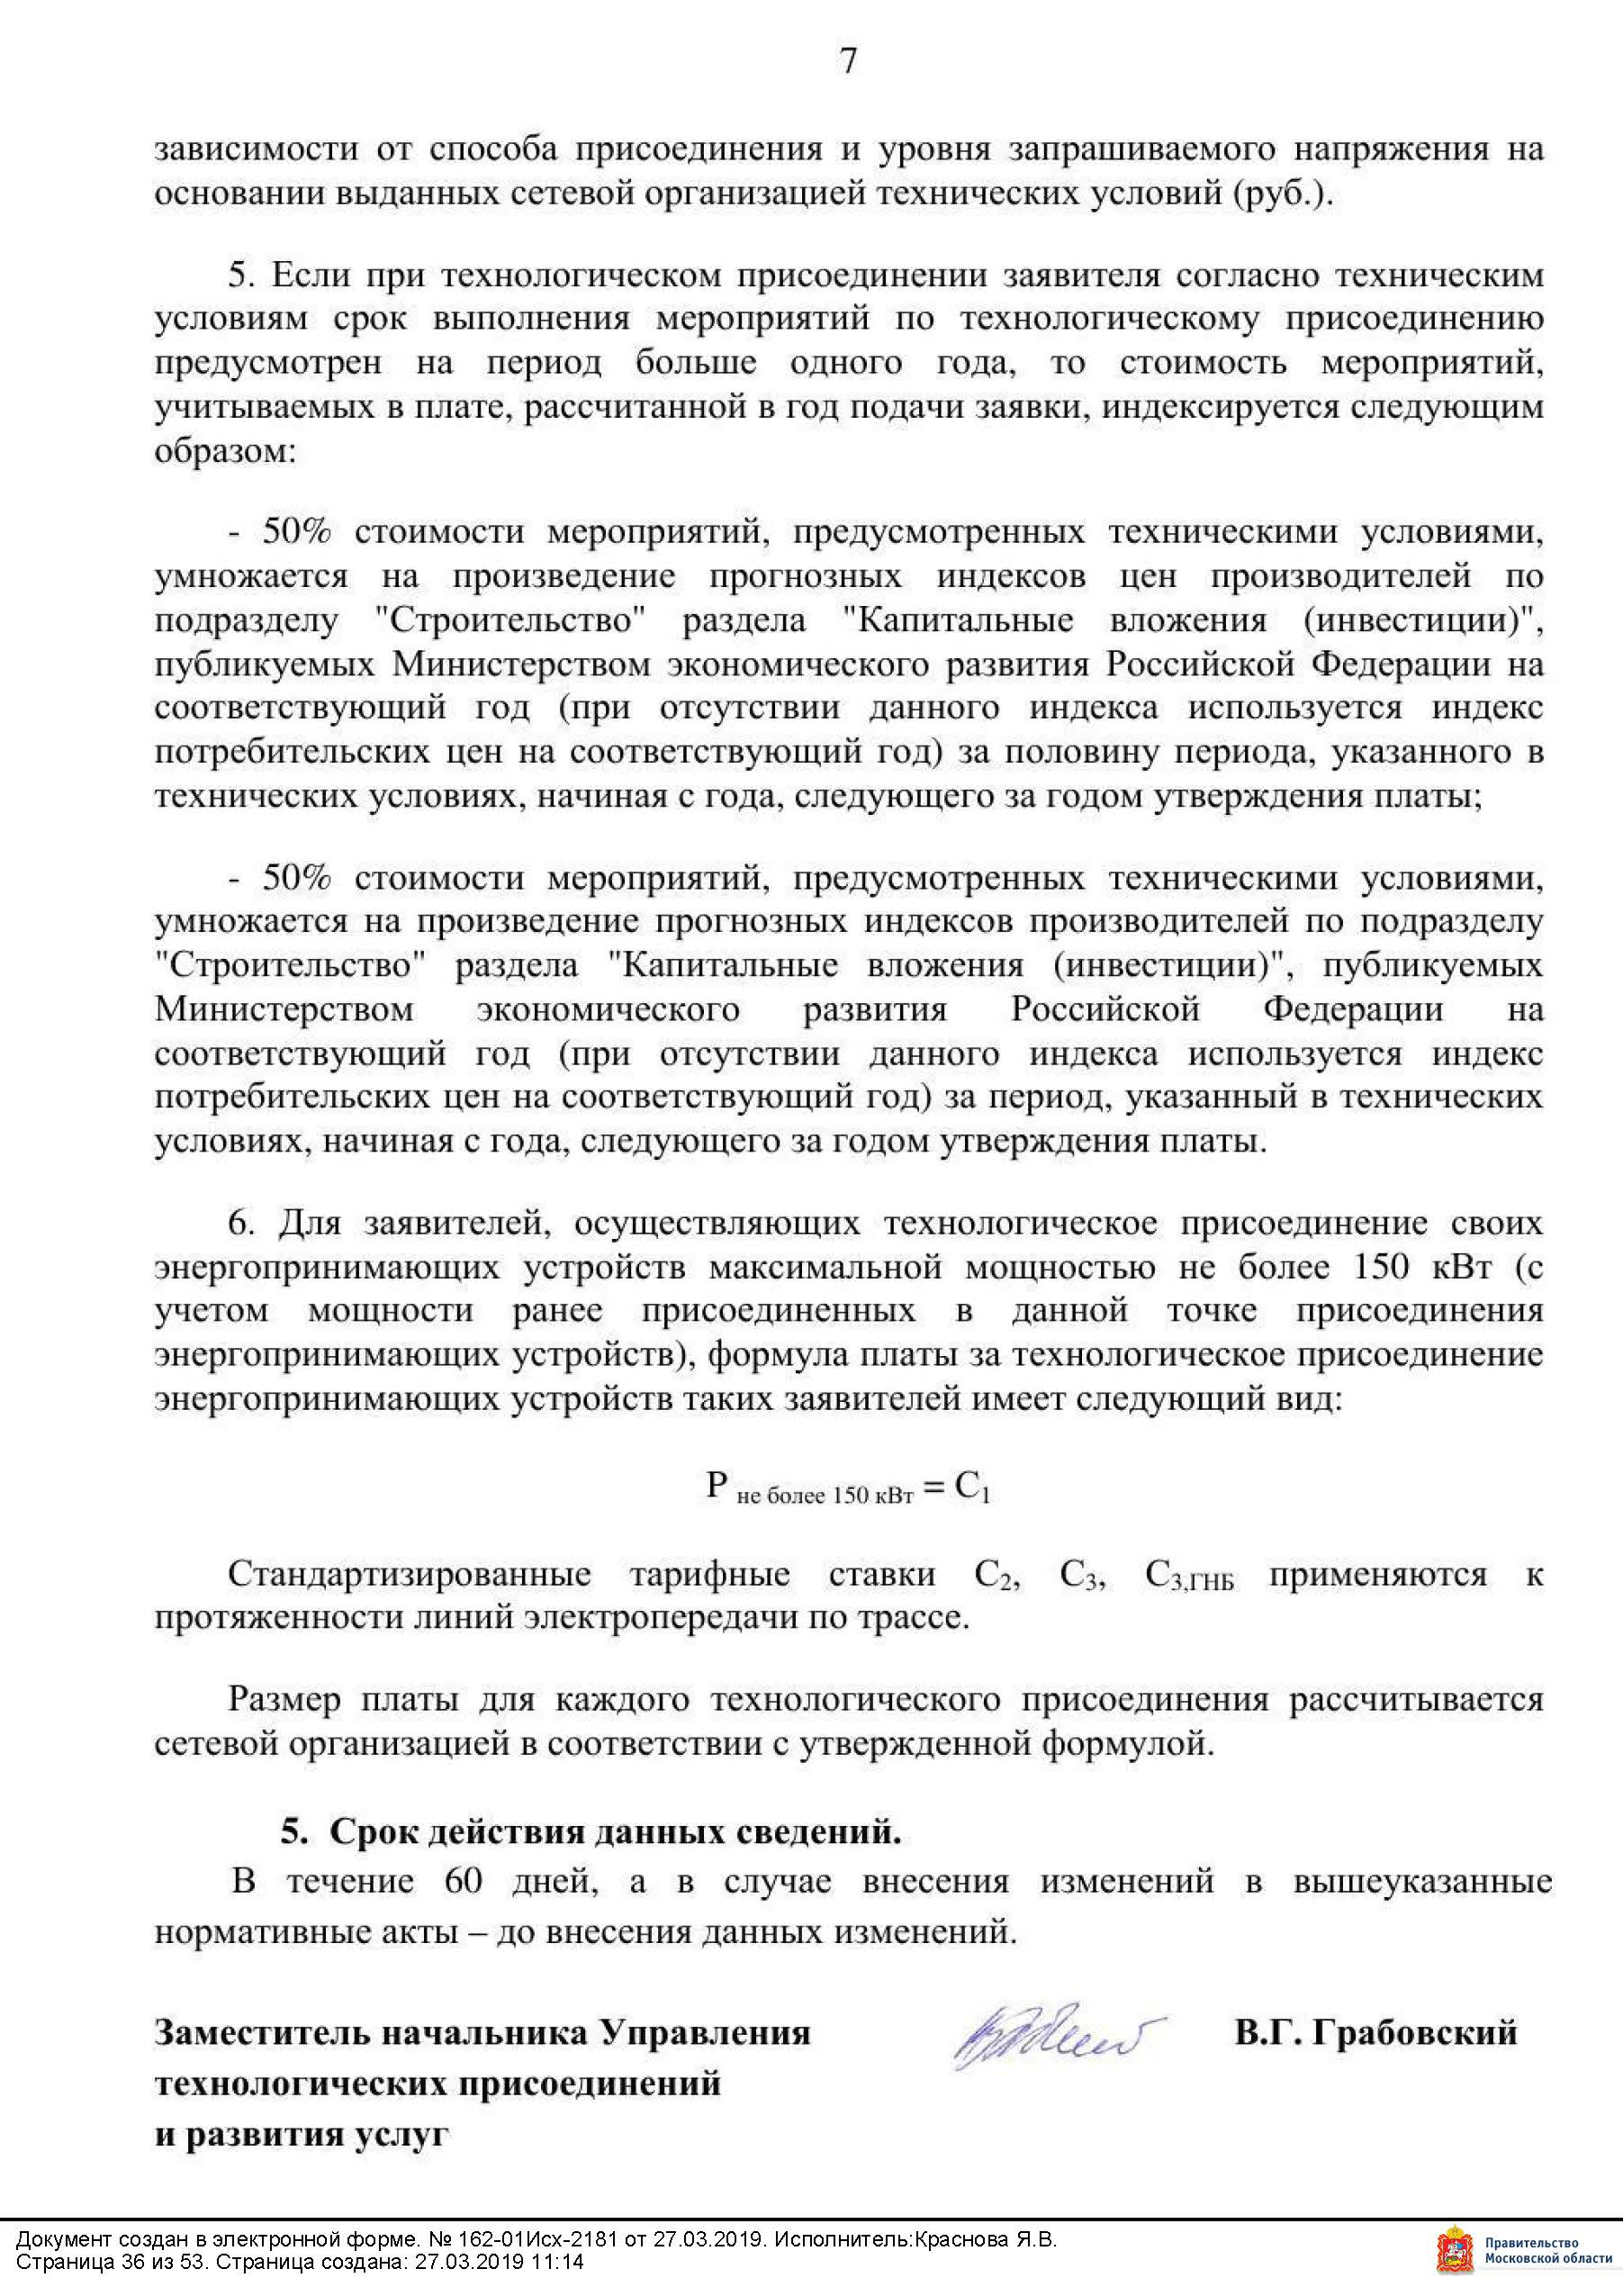 7
зависимости от способа присоединения и уровня запрашиваемого напряжения на
основании выданных сетевой организацией технических условий (руб.).
5. Если при технологическом присоединении заявителя согласно техническим
условиям срок выполнения мероприятий по технологическому присоединению
предусмотрен на период больше одного года, то стоимость мероприятий,
учитываемых в плате, рассчитанной в год подачи заявки, индексируется следующим
образом:
- 50% стоимости мероприятий, предусмотренных техническими условиями,
умножается на произведение прогнозных индексов цен производителей по
подразделу "Строительство" раздела "Капитальные вложения (инвестиции)",
публикуемых Министерством экономического развития Российской Федерации на
соответствующий год (при отсутствии данного индекса используется индекс
потребительских цен на соответствующий год) за половину периода, указанного в
технических условиях, начиная с года, следующего за годом утверждения платы;
- 50% стоимости мероприятий, предусмотренных техническими условиями,
умножается на произведение прогнозных индексов производителей по подразделу
"Строительство" раздела "Капитальные вложения (инвестиции)", публикуемых
Министерством экономического развития Российской Федерации на
соответствующий год (при отсутствии данного индекса используется индекс
потребительских цен на соответствующий год) за период, указанный в технических
условиях, начиная с года, следующего за годом утверждения платы.
6. Для заявителей, осуществляющих технологическое присоединение своих
энергопринимающих устройств максимальной мощностью не более 150 кВт (с
учетом мощности ранее присоединенных в данной точке присоединения
энергопринимающих устройств), формула платы за технологическое присоединение
энергопринимающих устройств таких заявителей имеет следующий вид:
Р не более 150 кВт = С1
Стандартизированные тарифные ставки С2, С3, С3,ГНБ применяются к
протяженности линий электропередачи по трассе.
Размер платы для каждого технологического присоединения рассчитывается
сетевой организацией в соответствии с утвержденной формулой.
5. Срок действия данных сведений.
В течение 60 дней, а в случае внесения изменений в вышеуказанные
нормативные акты – до внесения данных изменений.
Заместитель начальника Управления В.Г. Грабовский
технологических присоединений
и развития услуг
Документ создан в электронной форме. № 162-01Исх-2181 от 27.03.2019. Исполнитель:Краснова Я.В.
Страница 36 из 53. Страница создана: 27.03.2019 11:14
Правительство
Московской области